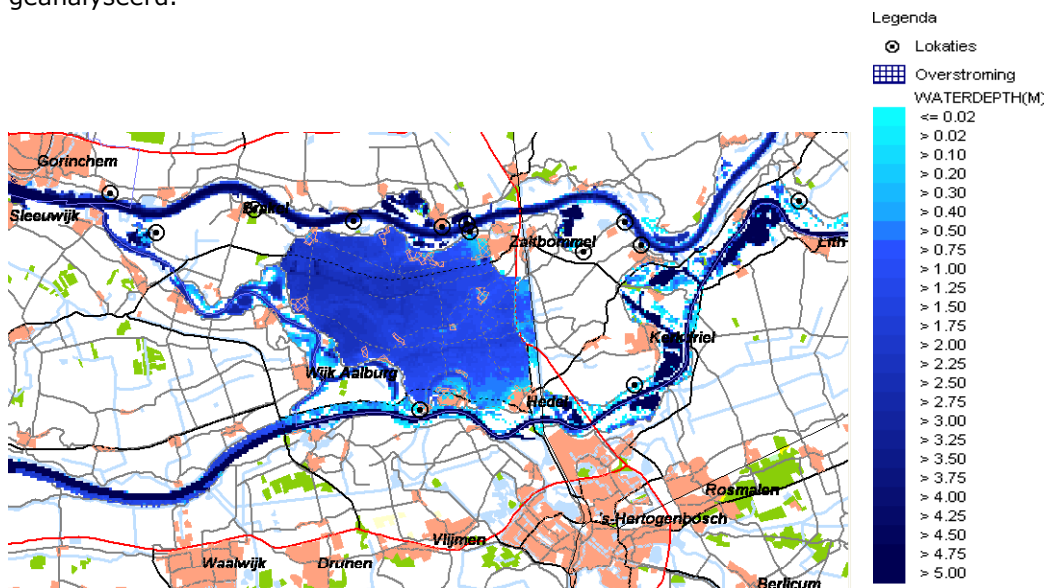 geanalyseerd.
Legenda
Lokaties
Overstroming
WATERDEPTH(M)
<= 0.02
> 0.02
> 0.10
> 0.20
> 0.30
> 0.40
> 0.50
> 0.75
> 1.00
> 1.25
> 1.50
> 1.75
> 2.00
> 2.25
> 2.50
> 2.75
> 3.00
> 3.25
> 3.50
> 3.75
> 4.00
> 4.25
> 4.50
> 4.75
> 5.00
Gorinchem
Sleeuwijk
Brakel
Zaltbommel
Lith
Kerkdriel
Wijk Aalburg
Hedel
Rosmalen
's-Hertogenbosch
Vlijmen
Waalwijk
Drunen
Berlicum